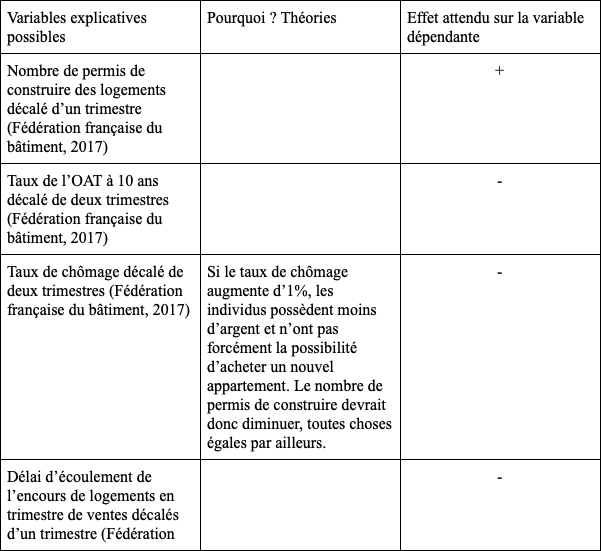 Variables explicatives
possibles
Pourquoi ? Théories
Effet attendu sur la variable
dépendante
Nombre de permis de
construire des logements
décalé d’un trimestre
(Fédération française du
bâtiment, 2017)
+
Taux de l’OAT à 10 ans
décalé de deux trimestres
(Fédération française du
bâtiment, 2017)
-
Taux de chômage décalé de
deux trimestres (Fédération
française du bâtiment, 2017)
Si le taux de chômage
augmente d’1%, les
individus possèdent moins
d’argent et n’ont pas
forcément la possibilité
d’acheter un nouvel
appartement. Le nombre de
permis de construire devrait
donc diminuer, toutes choses
égales par ailleurs.
-
Délai d’écoulement de
l’encours de logements en
trimestre de ventes décalés
d’un trimestre (Fédération
-